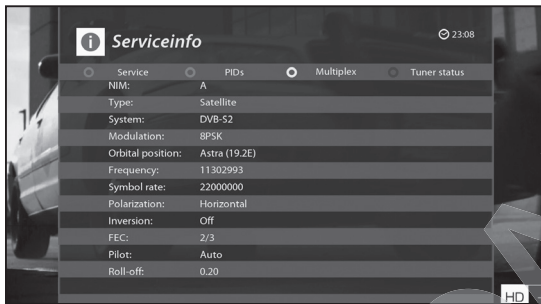 Serviceinfo
23:08
Service PIDs Multiplex Tuner status
NIM: A
Type: Satellite
System: DVB-S2
Modulation: 8PSK
Orbital position: Astra (19.2E)
Frequency: 11302993
Symbol rate: 22000000
Polarization: Horizontal
Inversion: Off
FEC: 2/3
Pilot: Auto
Roll-off: 0.20
HD